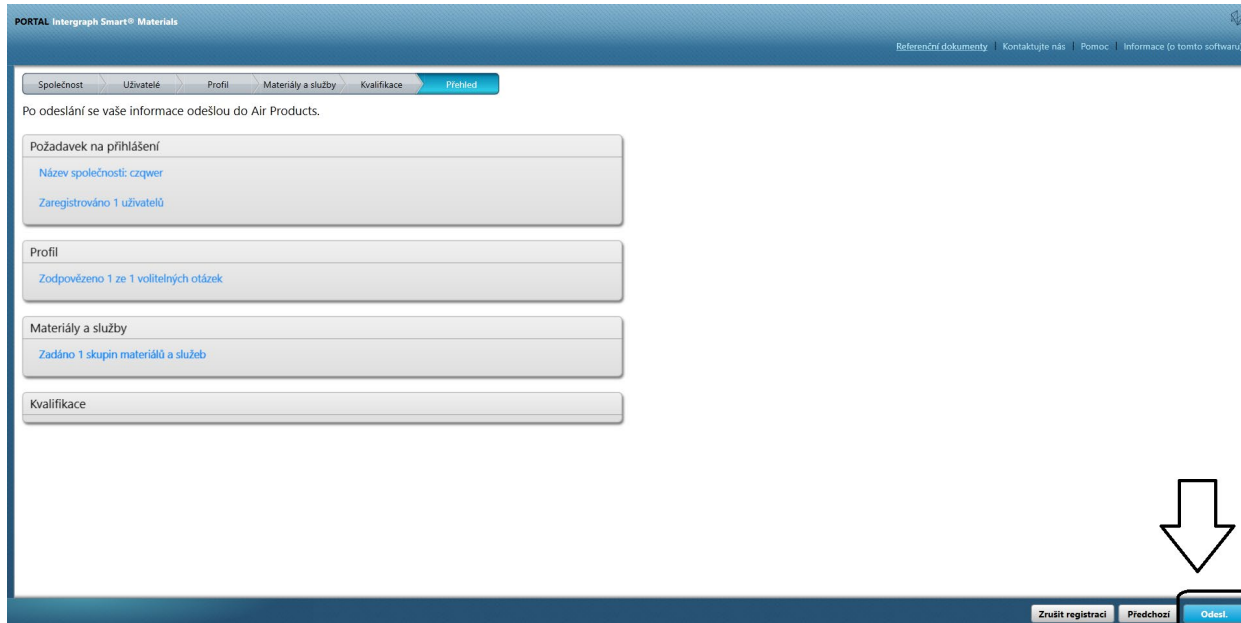 PORTAL Intergraph Smart® Materials
Referenční dokumenty | Kontaktujte nás | Pomoc | Informace (o tomto softwaru)
Společnost Uživatelé Profil Materiály a služby Kvalifikace Přehled
Po odeslání se vaše informace odešlou do Air Products.
Požadavek na přihlášení
Název společnosti: czqwer
Zaregistrováno 1 uživatelů
Profil
Zodpovězeno 1 ze 1 volitelných otázek
Materiály a služby
Zadáno 1 skupin materiálů a služeb
Kvalifikace
Zrušit registraci Předchozí Odesl.